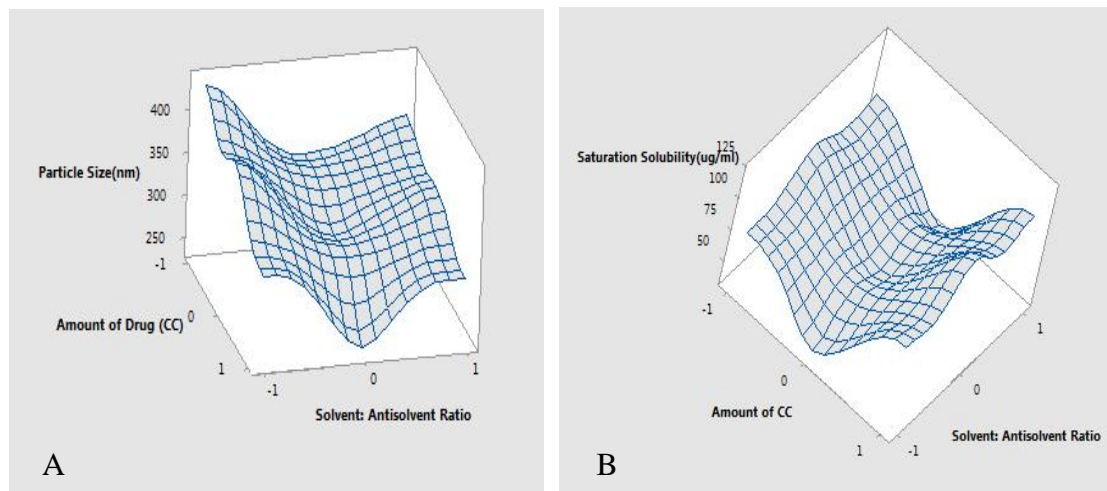 400
350
Particle Size(nm)
300
250
-1
Amount of Drug (CC)
0
1
-1
0
1
Solvent: Antisolvent Ratio
A
125
Saturation Solubility(ug/ml)
100
75
50
-1
0
1
Amount of CC
1
0
-1
Solvent: Antisolvent Ratio
B